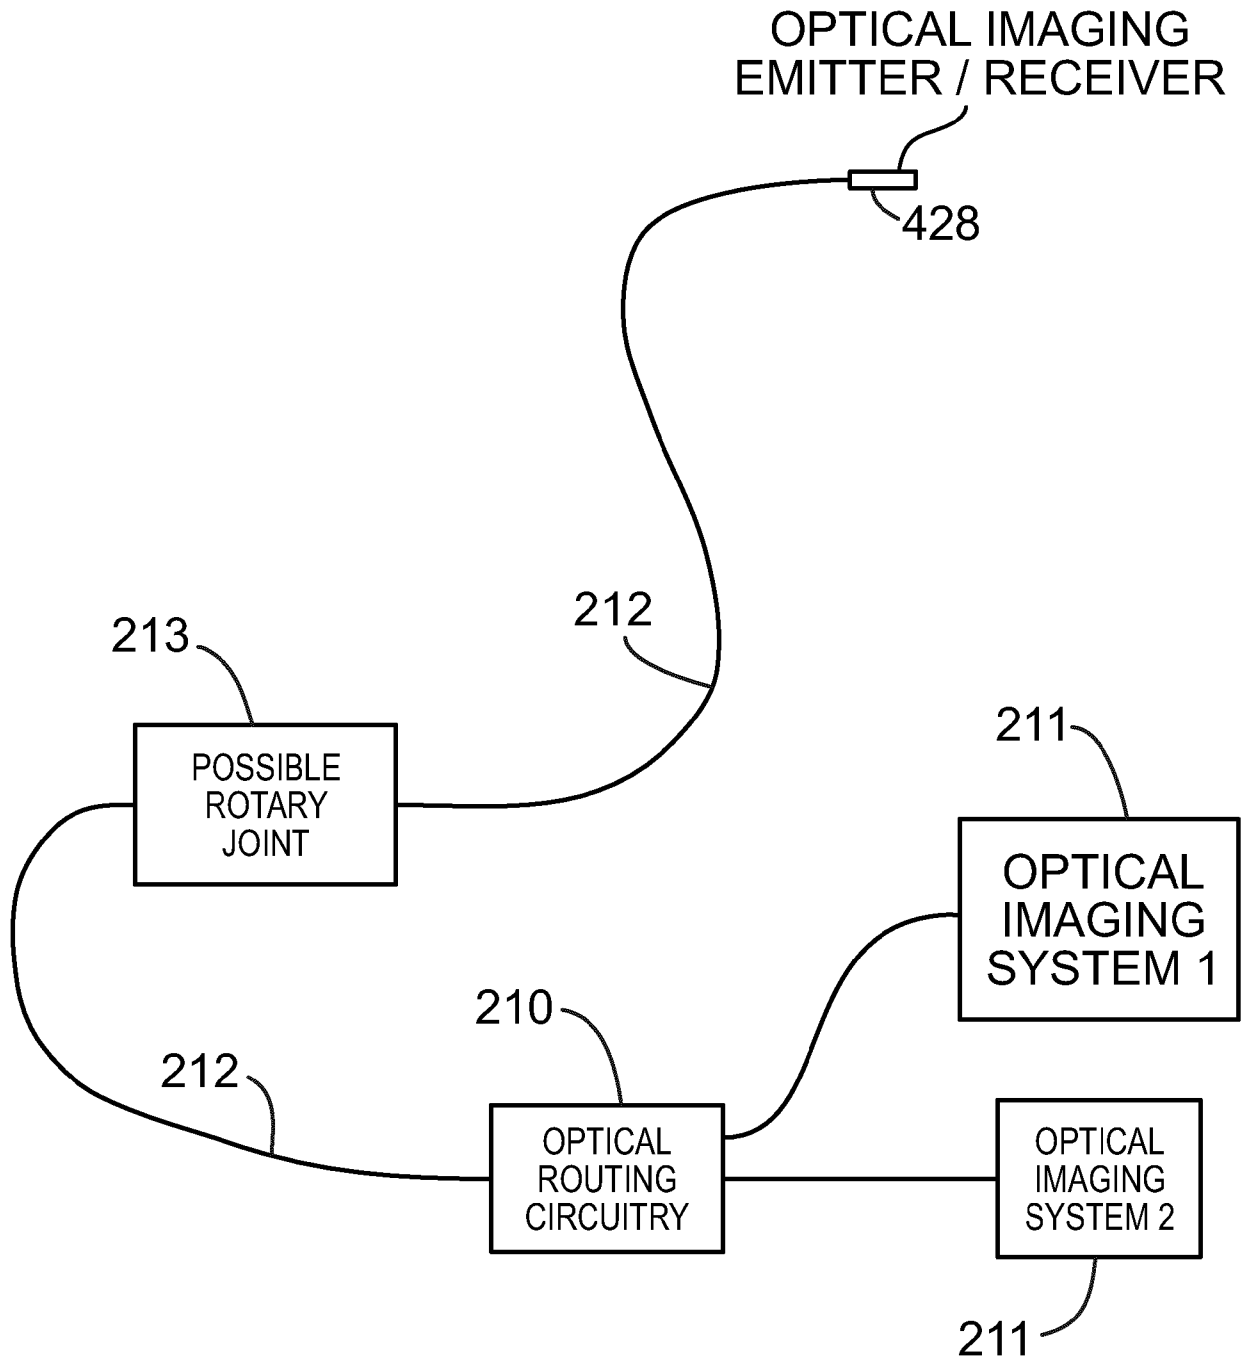 OPTICAL IMAGING
EMITTER / RECEIVER
428
212
213
POSSIBLE
ROTARY
JOINT
211
OPTICAL
IMAGING
SYSTEM 1
210
212
OPTICAL
ROUTING
CIRCUITRY
OPTICAL
IMAGING
SYSTEM 2
211